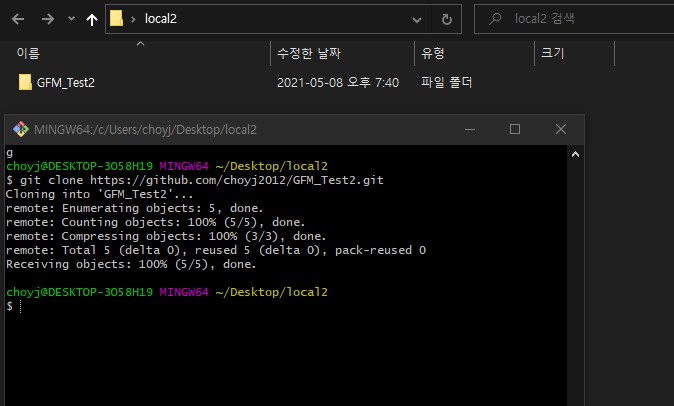 local2
local2 검색
이름 수정한 날짜 유형 크기
GFM_Test2 2021-05-08 오후 7:40 파일 폴더
MINGW64:/c/Users/choyj/Desktop/local2
g
choyj@DESKTOP-3O58H19 MINGW64 ~/Desktop/local2
$ git clone https://github.com/choyj2012/GFM_Test2.git
Cloning into 'GFM_Test2'...
remote: Enumerating objects: 5, done.
remote: Counting objects: 100% (5/5), done.
remote: Compressing objects: 100% (3/3), done.
remote: Total 5 (delta 0), reused 5 (delta 0), pack-reused 0
Receiving objects: 100% (5/5), done.
choyj@DESKTOP-3O58H19 MINGW64 ~/Desktop/local2
$